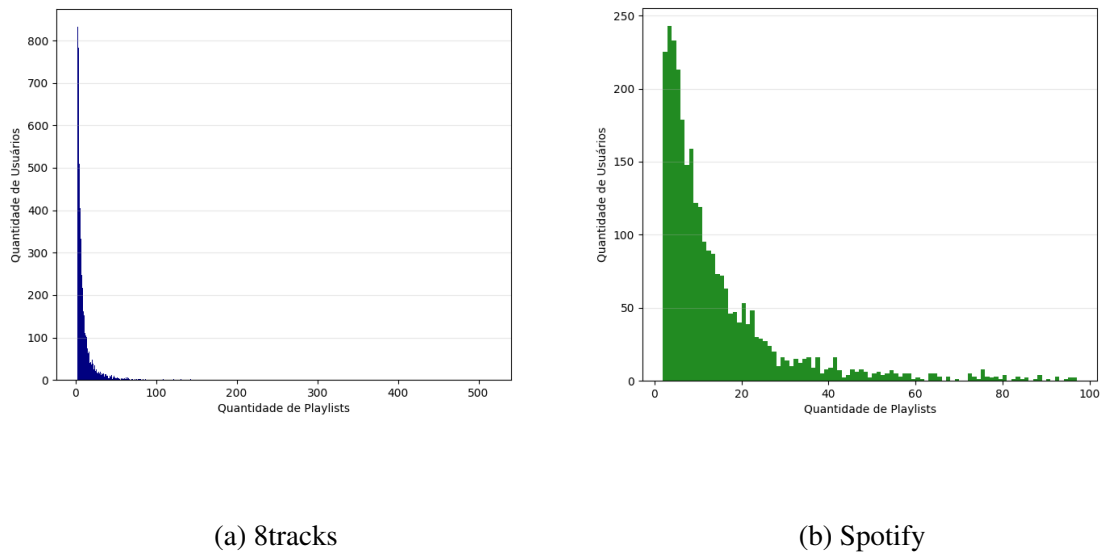 800
700
600
500
400
300
200
100
0
Quantidade de Usuários
0 100 200 300 400 500
Quantidade de Playlists
(a) 8tracks
250
200
150
100
50
0
Quantidade de Usuários
0 20 40 60 80 100
Quantidade de Playlists
(b) Spotify